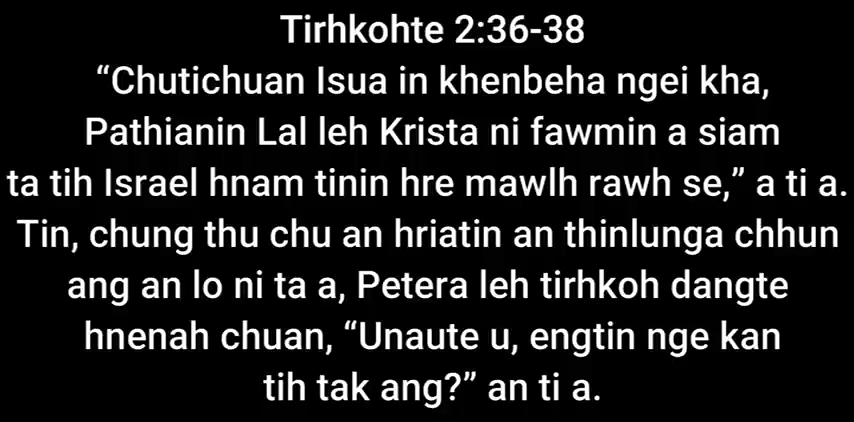 Tirhkohte 2:36-38
“Chutichuan Isua in khenbeha ngei kha,
Pathianin Lal leh Krista ni fawmin a siam
ta tih Israel hnam tinin hre mawlh rawh se,” a ti a.
Tin, chung thu chu an hriatin an thinlunga chhun
ang an lo ni ta a, Petera leh tirhkoh dangte
hnenah chuan, “Unaute u, engtin nge kan
tih tak ang?” an ti a.